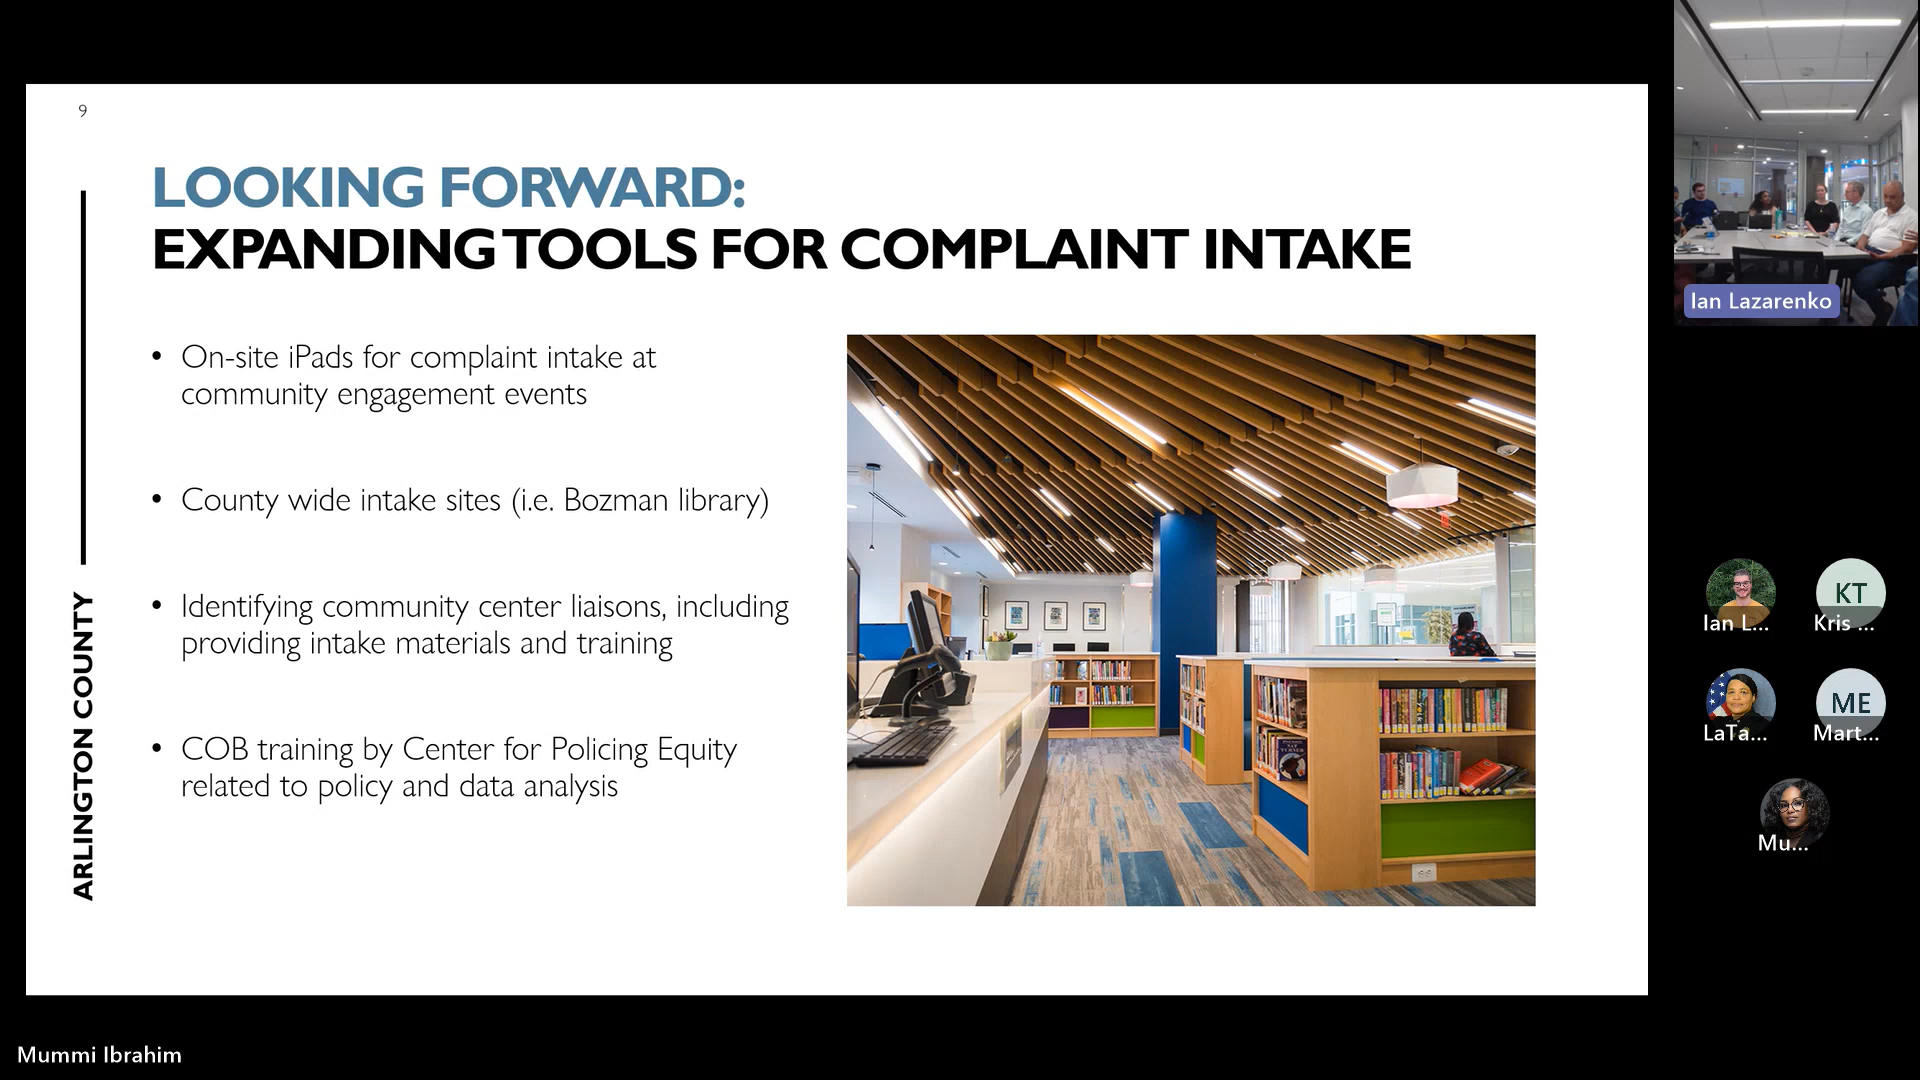 9
LOOKING FORWARD:
EXPANDING TOOLS FOR COMPLAINT INTAKE
• On-site iPads for complaint intake at
community engagement events
• County wide intake sites (i.e. Bozman library)
• Identifying community center liaisons, including
providing intake materials and training
• COB training by Center for Policing Equity
related to policy and data analysis
ARLINGTON COUNTY
Ian Lazarenko
Ian L...
KT
Kris ...
LaTa...
ME
Mart...
Mu...
Mummi Ibrahim